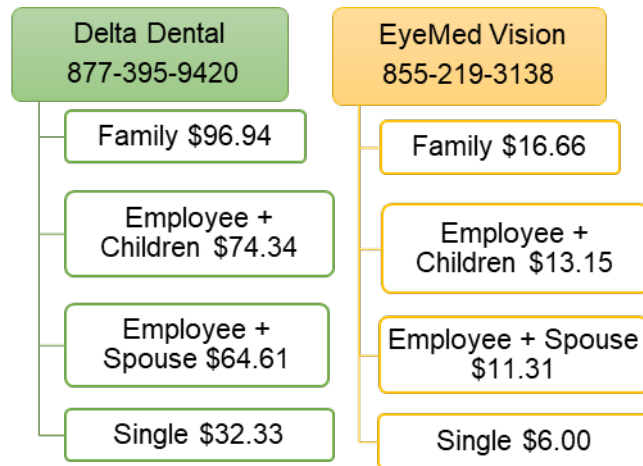 Delta Dental
877-395-9420
Family $96.94
Employee +
Children $74.34
Employee +
Spouse $64.61
Single $32.33
EyeMed Vision
855-219-3138
Family $16.66
Employee +
Children $13.15
Employee + Spouse
$11.31
Single $6.00